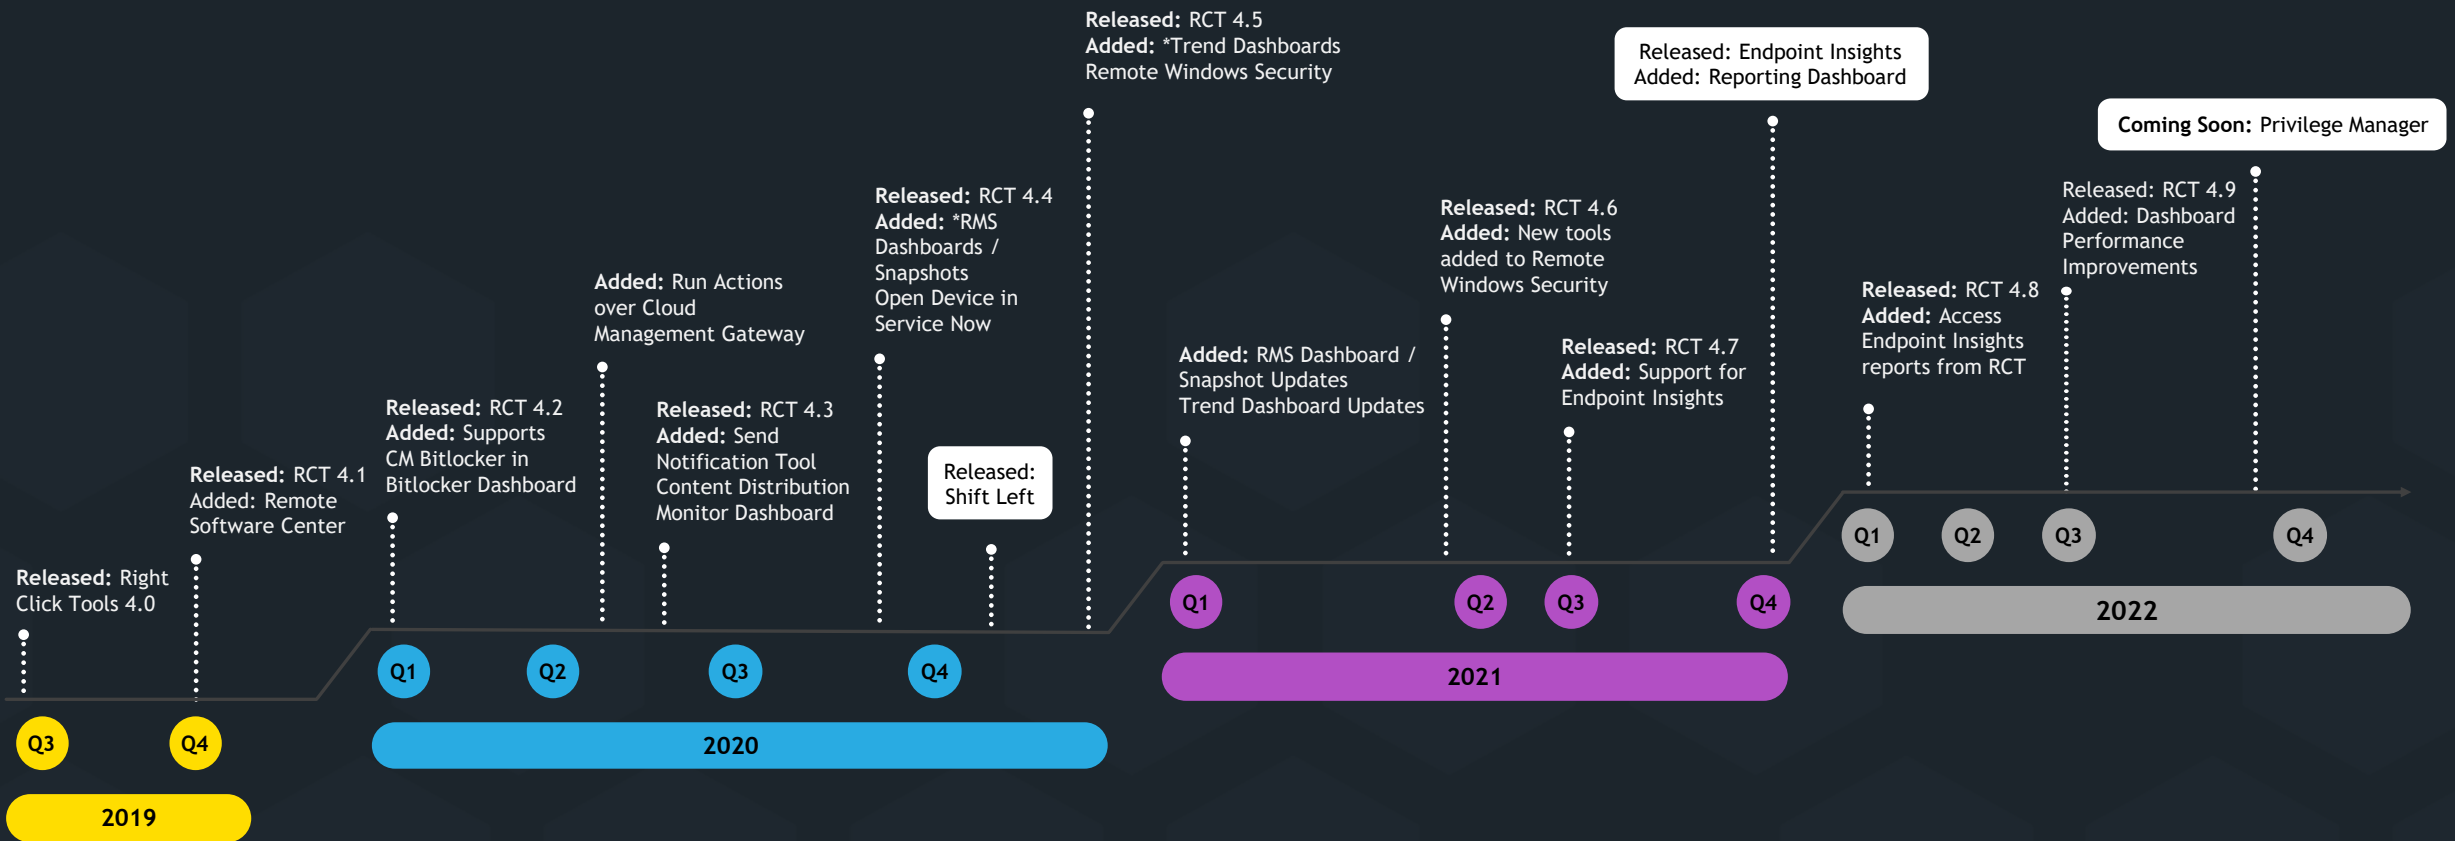 Released: Right
Click Tools 4.0
Released: RCT 4.1
Added: Remote
Software Center
Released: RCT 4.2
Added: Supports
CM Bitlocker in
Bitlocker Dashboard
Added: Run Actions
over Cloud
Management Gateway
Released: RCT 4.3
Added: Send
Notification Tool
Content Distribution
Monitor Dashboard
Released: RCT 4.4
Added: *RMS
Dashboards /
Snapshots
Open Device in
Service Now
Released:
Shift Left
Released: RCT 4.5
Added: *Trend Dashboards
Remote Windows Security
Added: RMS Dashboard /
Snapshot Updates
Trend Dashboard Updates
Released: RCT 4.6
Added: New tools
added to Remote
Windows Security
Released: RCT 4.7
Added: Support for
Endpoint Insights
Released: Endpoint Insights
Added: Reporting Dashboard
Released: RCT 4.8
Added: Access
Endpoint Insights
reports from RCT
Released: RCT 4.9
Added: Dashboard
Performance
Improvements
Coming Soon: Privilege Manager
Q3
Q4
2019
Q1
Q2
Q3
Q4
2020
Q1
Q2
Q3
Q4
2021
Q1
Q2
Q3
Q4
2022